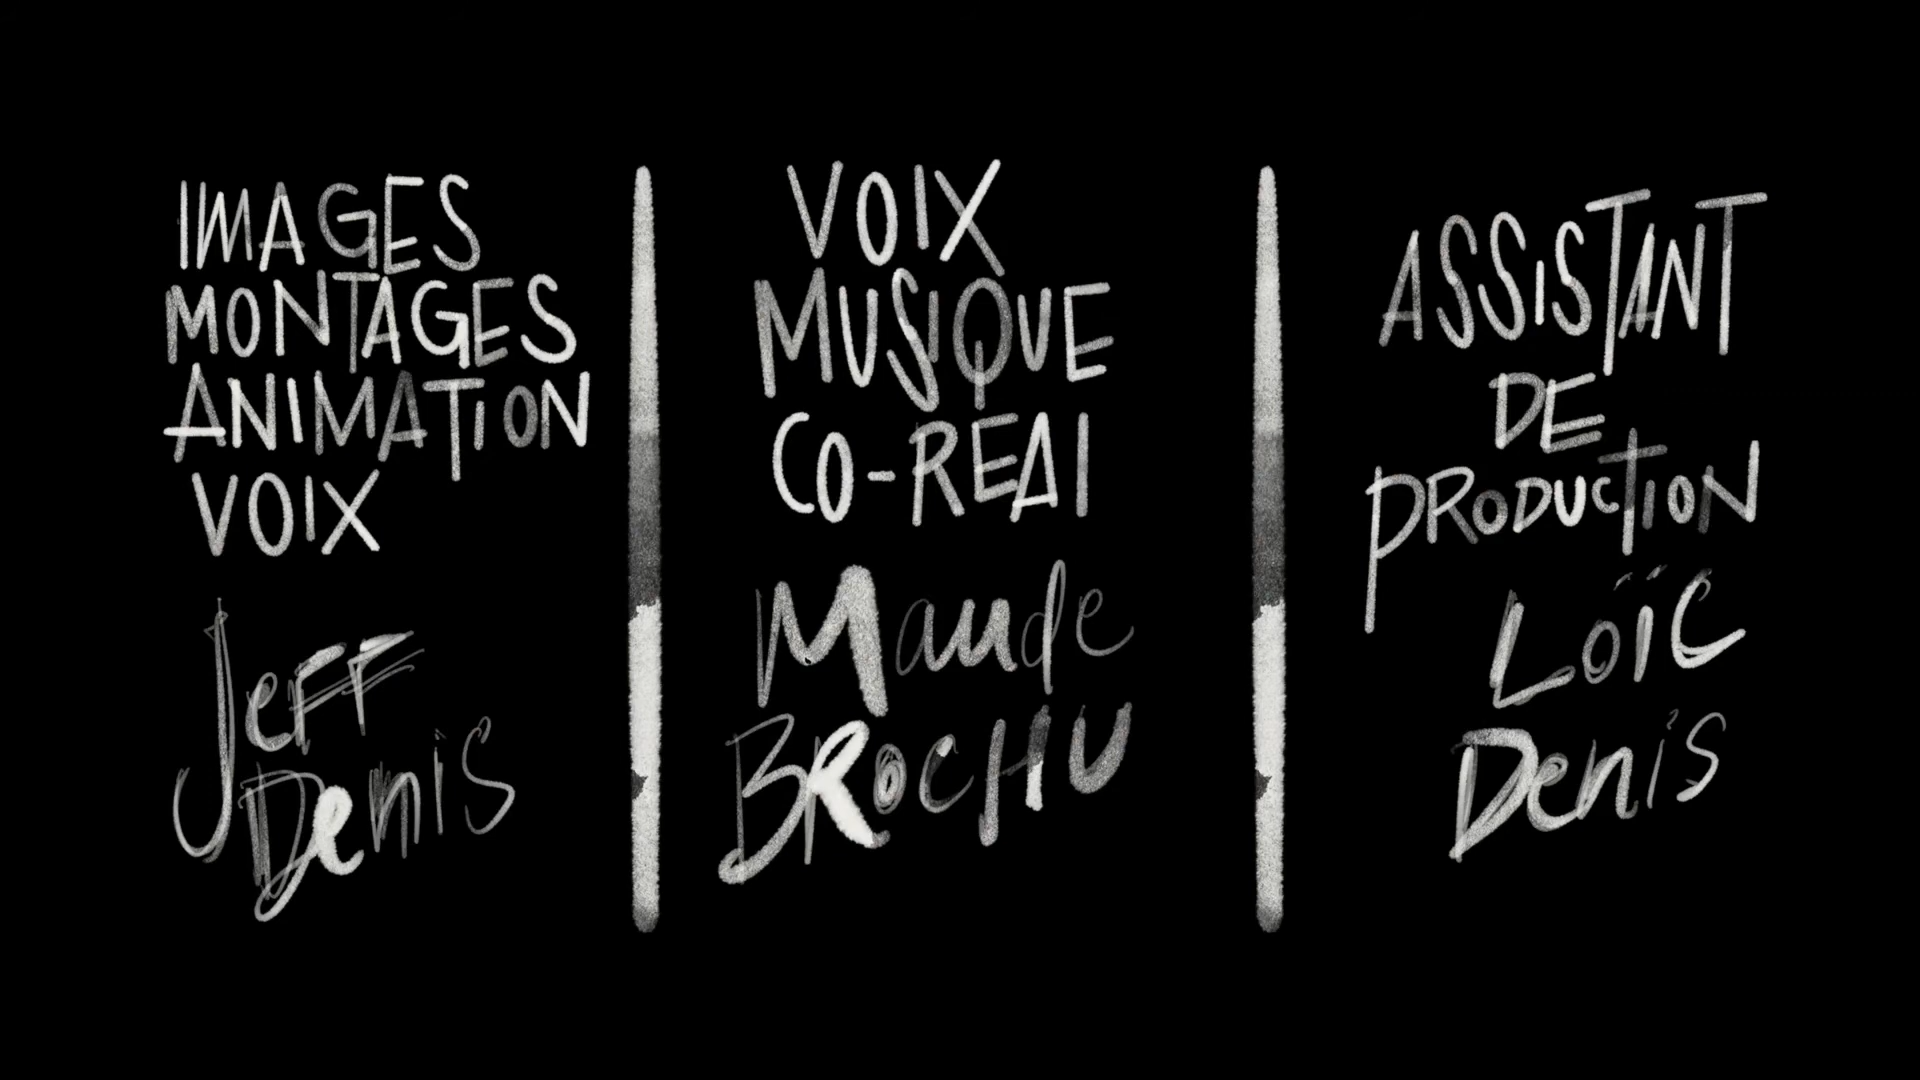 IMAGES
MONTAGES
ANIMATION
VOIX
Jeff
Denis
VOIX
MUSIQUE
CO-REAl
Maude
BROCHU
ASSiSTANT
DE
PRODUCTION
Loïc
Denis